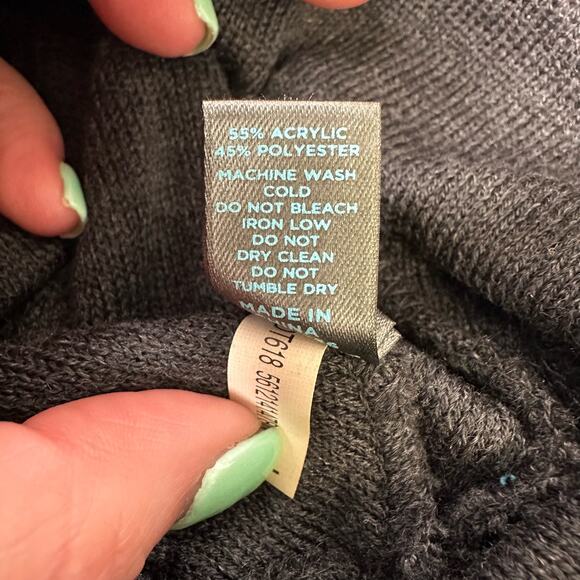 55% ACRYLIC
45% POLYESTER
MACHINE WASH
COLD
DO NOT BLEACH
IRON LOW
DO NOT
DRY CLEAN
DO NOT
TUMBLE DRY
MADE IN